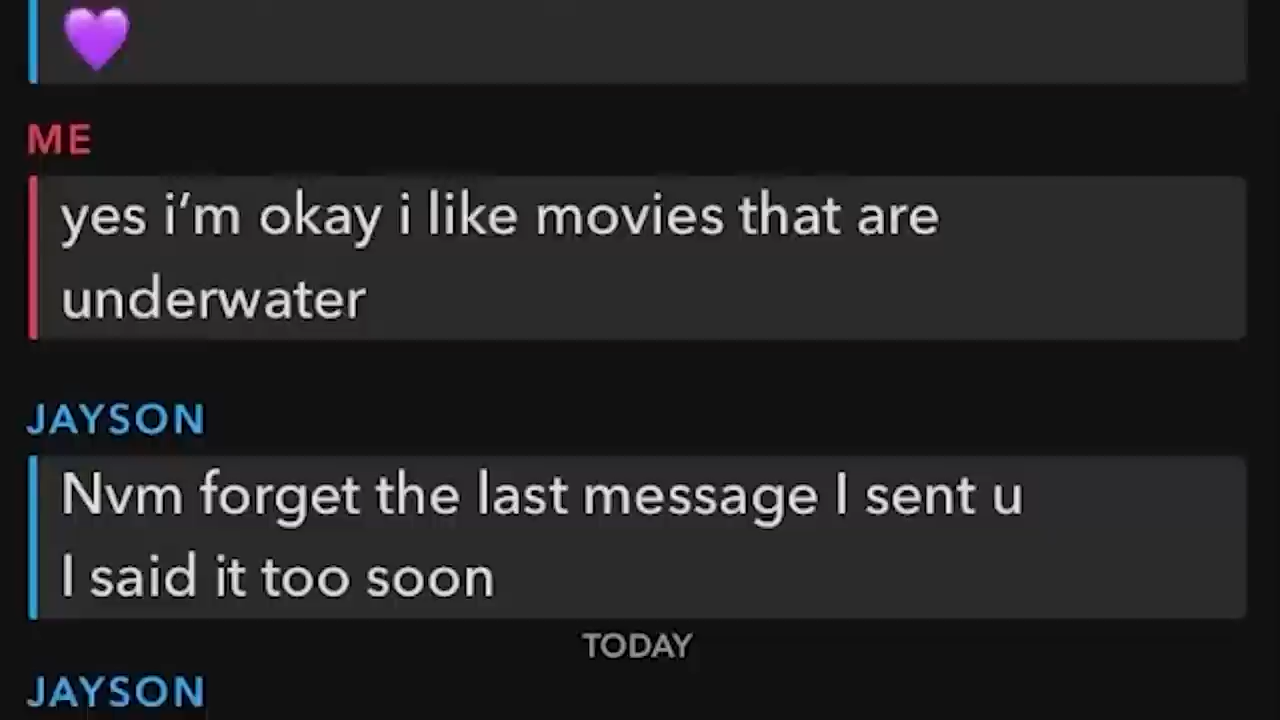 ME
yes i’m okay i like movies that are
underwater
JAYSON
Nvm forget the last message I sent u
I said it too soon
TODAY
JAYSON